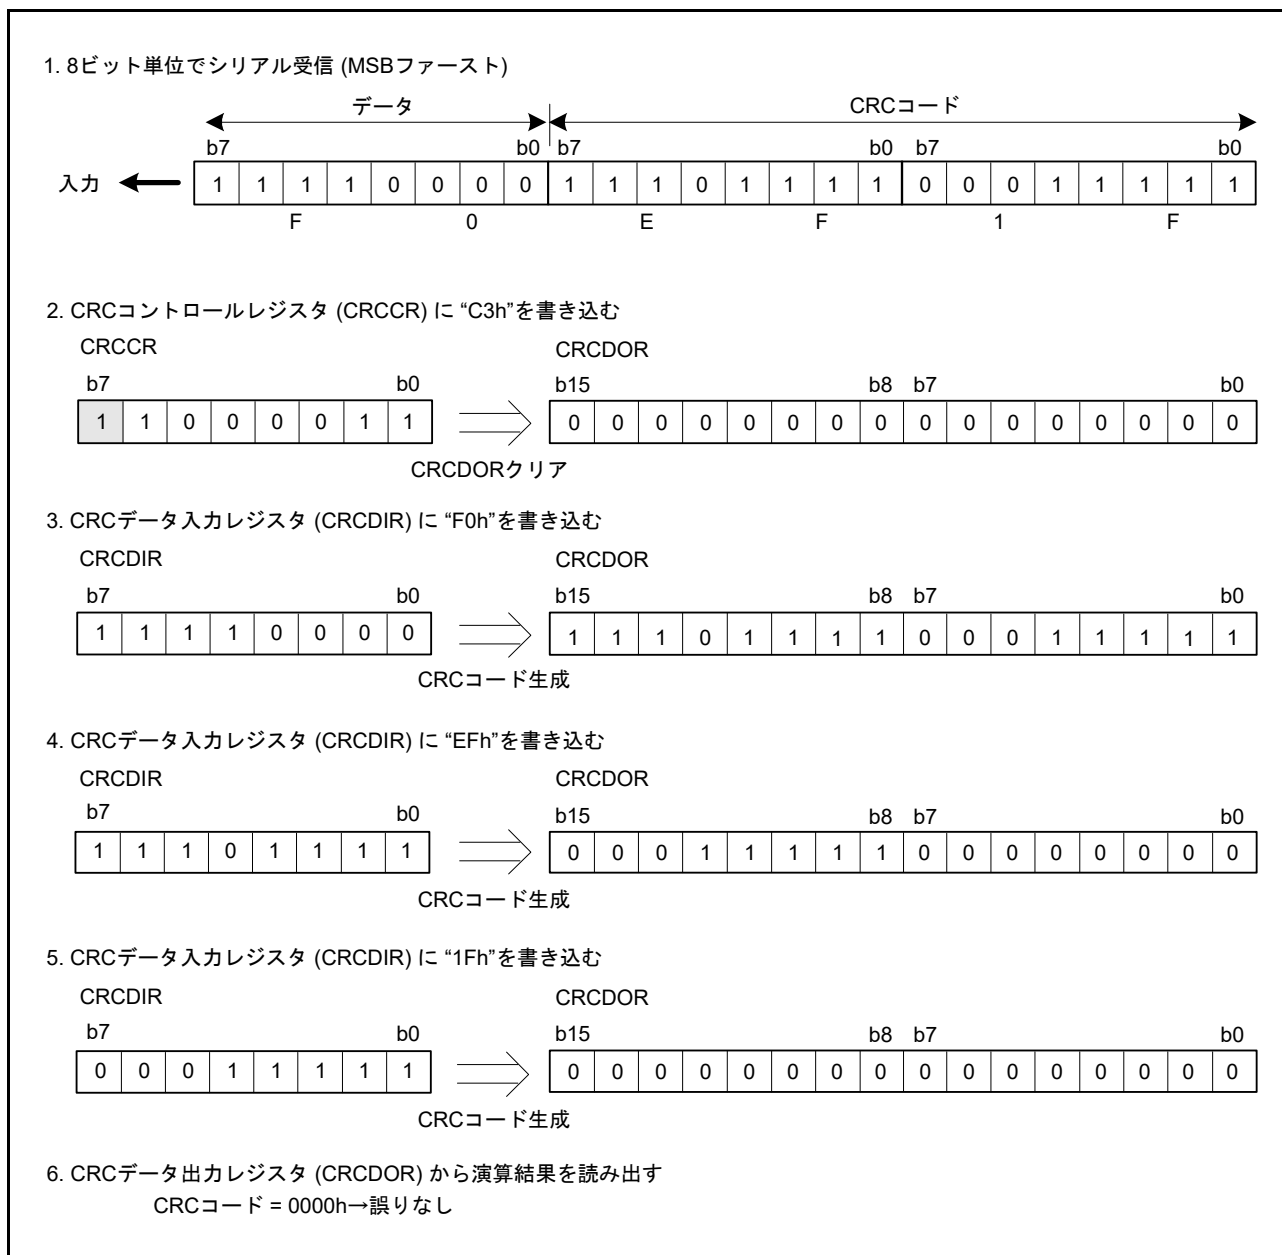 1. 8ビット単位でシリアル受信 (MSBファースト)
データ CRCコード
b7 b0 b7 b0 b7 b0
入力 1 1 1 1 0 0 0 0 1 1 1 0 1 1 1 1 0 0 0 1 1 1 1 1
F 0 E F 1 F
2. CRCコントロールレジスタ (CRCCR) に “C3h”を書き込む
CRCCR CRCDOR
b7 b0 b15 b8 b7 b0
1 1 0 0 0 0 1 1 0 0 0 0 0 0 0 0 0 0 0 0 0 0 0 0
CRCDORクリア
3. CRCデータ入力レジスタ (CRCDIR) に “F0h”を書き込む
CRCDIR CRCDOR
b7 b0 b15 b8 b7 b0
1 1 1 1 0 0 0 0 1 1 1 0 1 1 1 1 0 0 0 1 1 1 1 1
CRCコード生成
4. CRCデータ入力レジスタ (CRCDIR) に “EFh”を書き込む
CRCDIR CRCDOR
b7 b0 b15 b8 b7 b0
1 1 1 0 1 1 1 1 0 0 0 1 1 1 1 1 0 0 0 0 0 0 0 0
CRCコード生成
5. CRCデータ入力レジスタ (CRCDIR) に “1Fh”を書き込む
CRCDIR CRCDOR
b7 b0 b15 b8 b7 b0
0 0 0 1 1 1 1 1 0 0 0 0 0 0 0 0 0 0 0 0 0 0 0 0
CRCコード生成
6. CRCデータ出力レジスタ (CRCDOR) から演算結果を読み出す
CRCコード = 0000h→誤りなし